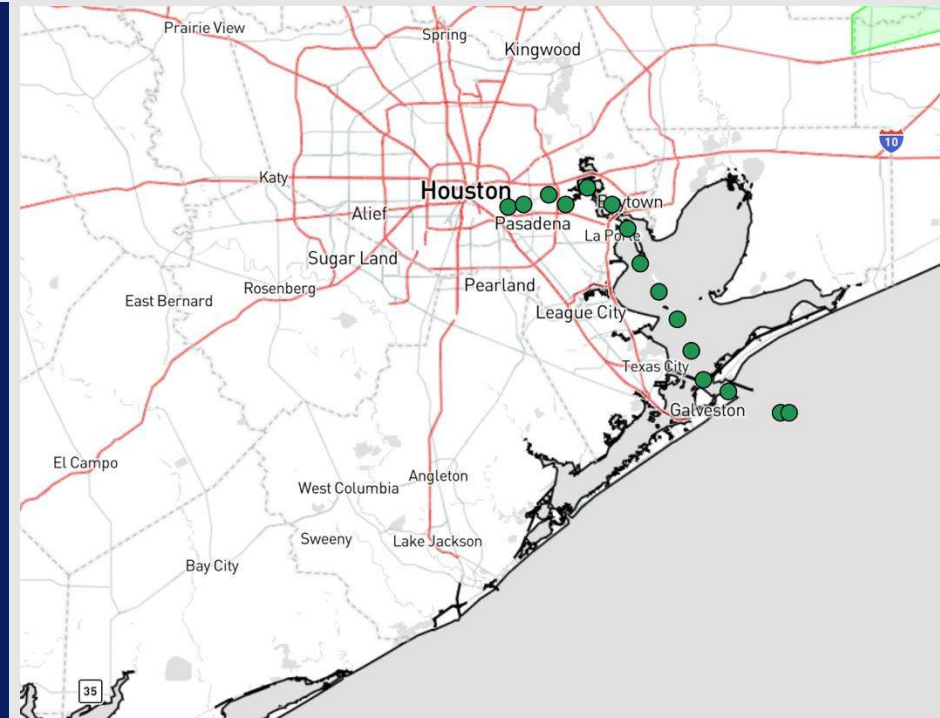 Prairie View
Spring
Kingwood
10
Katy
Houston
Baytown
Alief
Pasadena
La Porte
Sugar Land
Rosenberg
Pearland
East Bernard
League City
Texas City
Galveston
El Campo
Angleton
West Columbia
Sweeny
Lake Jackson
Bay City
35